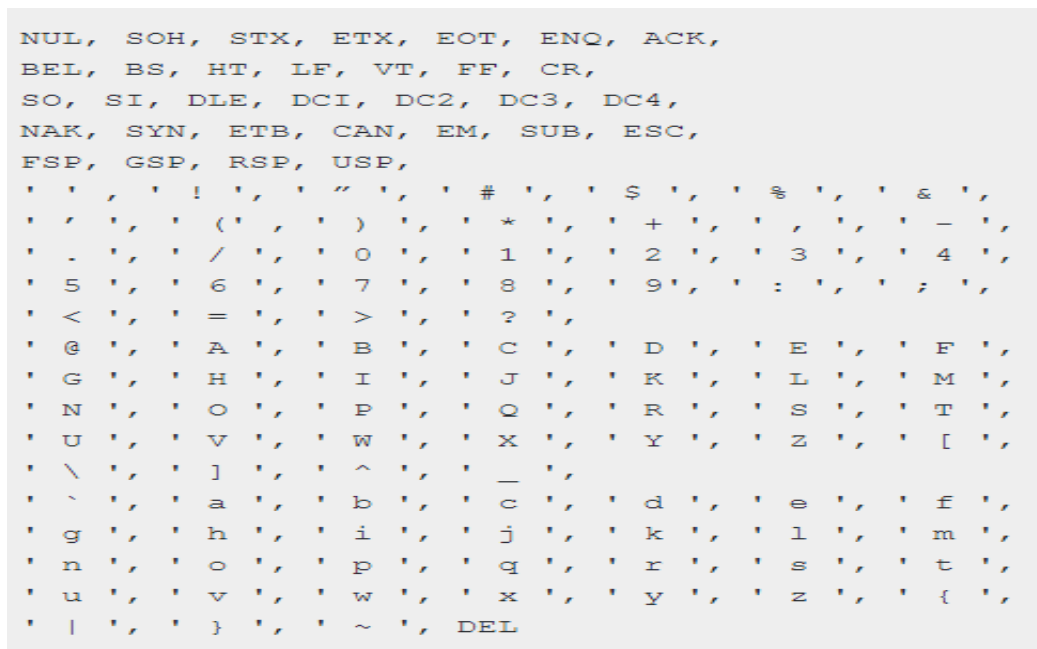 NUL, SOH, STX, ETX, EOT, ENQ, ACK,
BEL, BS, HT, LF, VT, FF, CR,
SO, SI, DLE, DCI, DC2, DC3, DC4,
NAK, SYN, ETB, CAN, EM, SUB, ESC,
FSP, GSP, RSP, USP,
' ' , ' ! ', ' " ', ' # ', ' $ ', ' % ', ' & ',
' ′ ', ' (' , ' ) ', ' * ', ' + ', ' , ', ' - ',
' . ', ' / ', ' 0 ', ' 1 ', ' 2 ', ' 3 ', ' 4 ',
' 5 ', ' 6 ', ' 7 ', ' 8 ', ' 9', ' : ', ' ; ',
' < ', ' = ', ' > ', ' ? ',
' @ ', ' A ', ' B ', ' C ', ' D ', ' E ', ' F ',
' G ', ' H ', ' I ', ' J ', ' K ', ' L ', ' M ',
' N ', ' O ', ' P ', ' Q ', ' R ', ' S ', ' T ',
' U ', ' V ', ' W ', ' X ', ' Y ', ' Z ', ' [ ',
' \ ', ' ] ', ' ^ ', ' _ ',
' ` ', ' a ', ' b ', ' c ', ' d ', ' e ', ' f ',
' g ', ' h ', ' i ', ' j ', ' k ', ' l ', ' m ',
' n ', ' o ', ' p ', ' q ', ' r ', ' s ', ' t ',
' u ', ' v ', ' w ', ' x ', ' y ', ' z ', ' { ',
' | ', ' } ', ' ~ ', DEL